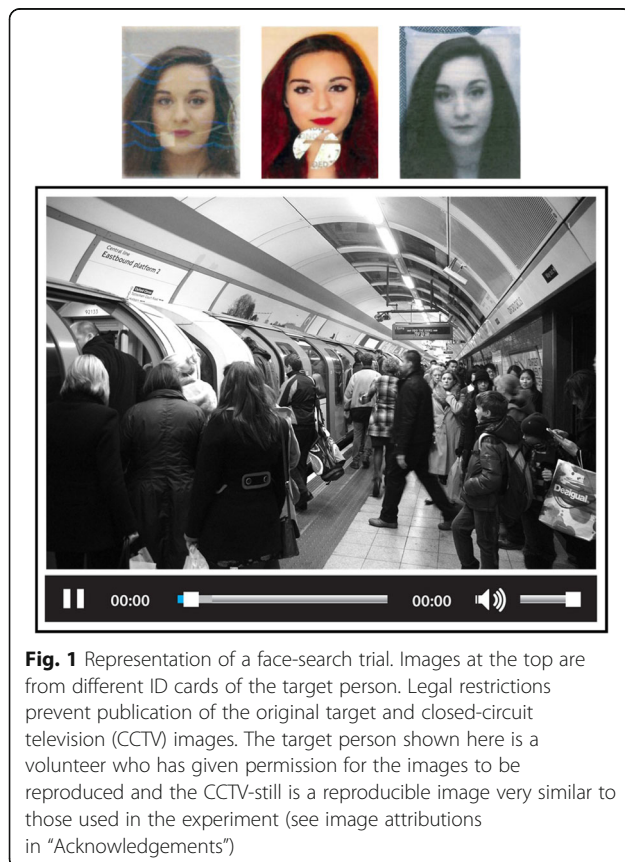 Central line
Eastbound platform 2
92133
Desigual
00:00
00:00
Fig. 1 Representation of a face-search trial. Images at the top are
from different ID cards of the target person. Legal restrictions
prevent publication of the original target and closed-circuit
television (CCTV) images. The target person shown here is a
volunteer who has given permission for the images to be
reproduced and the CCTV-still is a reproducible image very similar to
those used in the experiment (see image attributions
in “Acknowledgements”)